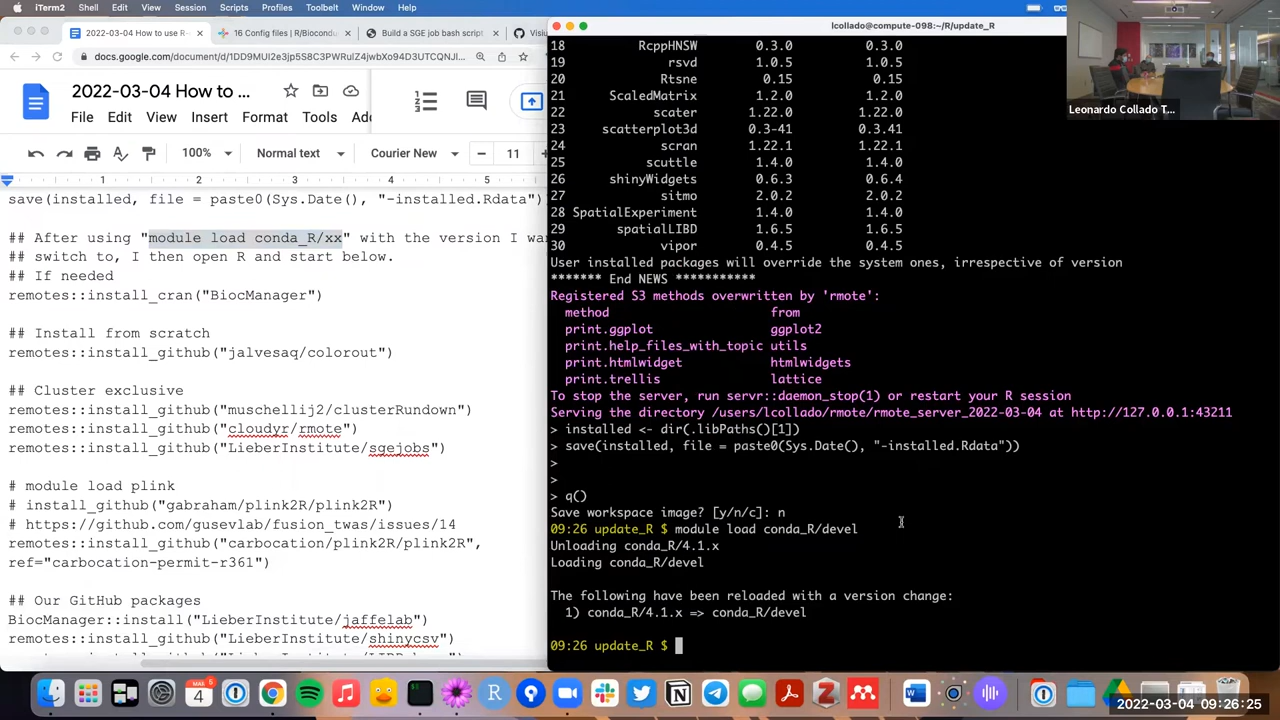 iTerm2 Shell Edit View Session Scripts Profiles Toolbelt Window Help
2022-03-04 How to use R
16 Config files | R/Biocondu
Build a SGE job bash scrip
Visiu
docs.google.com/document/d/1DD9MUI2e3jp5S8C3PWRulZ4jwbXo94D3UTCQNJL...
2022-03-04 How to ...
File Edit View Insert Format Tools
100% Normal text Courier New 11
1 2 3 4 5
save(installed, file = paste0(Sys.Date(), "-installed.Rdata")
## After using "module load conda_R/xx" with the version I wa
## switch to, I then open R and start below.
## If needed
remotes::install_cran("BiocManager")
## Install from scratch
remotes::install_github("jalvesaq/colorout")
## Cluster exclusive
remotes::install_github("muschellij2/clusterRundown")
remotes::install_github("cloudyr/rmote")
remotes::install_github("LieberInstitute/sgejobs")
# module load plink
# install_github("gabraham/plink2R/plink2R")
# https://github.com/gusevlab/fusion_twas/issues/14
remotes::install_github("carbocation/plink2R/plink2R",
ref="carbocation-permit-r361")
## Our GitHub packages
BiocManager::install("LieberInstitute/jaffelab")
remotes::install_github("LieberInstitute/shinycsv")
lcollado@compute-098:~/R/update_R
18 RcppHNSW 0.3.0 0.3.0
19 rsvd 1.0.5 1.0.5
20 Rtsne 0.15 0.15
21 ScaledMatrix 1.2.0 1.2.0
22 scater 1.22.0 1.22.0
23 scatterplot3d 0.3-41 0.3.41
24 scran 1.22.1 1.22.1
25 scuttle 1.4.0 1.4.0
26 shinyWidgets 0.6.3 0.6.4
27 sitmo 2.0.2 2.0.2
28 SpatialExperiment 1.4.0 1.4.0
29 spatialLIBD 1.6.5 1.6.5
30 vipor 0.4.5 0.4.5
User installed packages will override the system ones, irrespective of version
******* End NEWS ***********
Registered S3 methods overwritten by 'rmote':
method from
print.ggplot ggplot2
print.help_files_with_topic utils
print.htmlwidget htmlwidgets
print.trellis lattice
To stop the server, run servr::daemon_stop(1) or restart your R session
Serving the directory /users/lcollado/rmote/rmote_server_2022-03-04 at http://127.0.0.1:43211
> installed <- dir(.libPaths()[1])
> save(installed, file = paste0(Sys.Date(), "-installed.Rdata"))
>
>
> q()
Save workspace image? [y/n/c]: n
09:26 update_R $ module load conda_R/devel
Unloading conda_R/4.1.x
Loading conda_R/devel
The following have been reloaded with a version change:
1) conda_R/4.1.x => conda_R/devel
09:26 update_R $
Leonardo Collado T...
MAR
4
2022-03-04 09:26:25